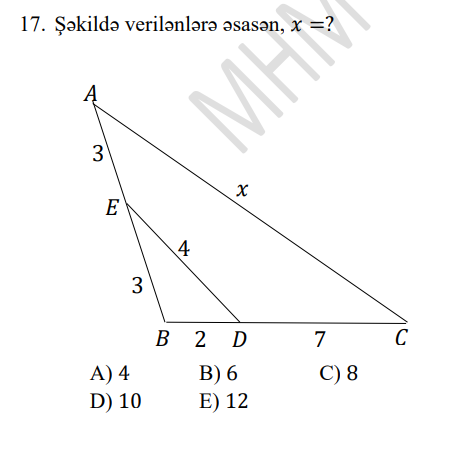 17. Şəkildə verilənlərə əsasən, x =?
MHM
A
3
x
E
4
3
B 2 D 7 C
A) 4 B) 6 C) 8
D) 10 E) 12